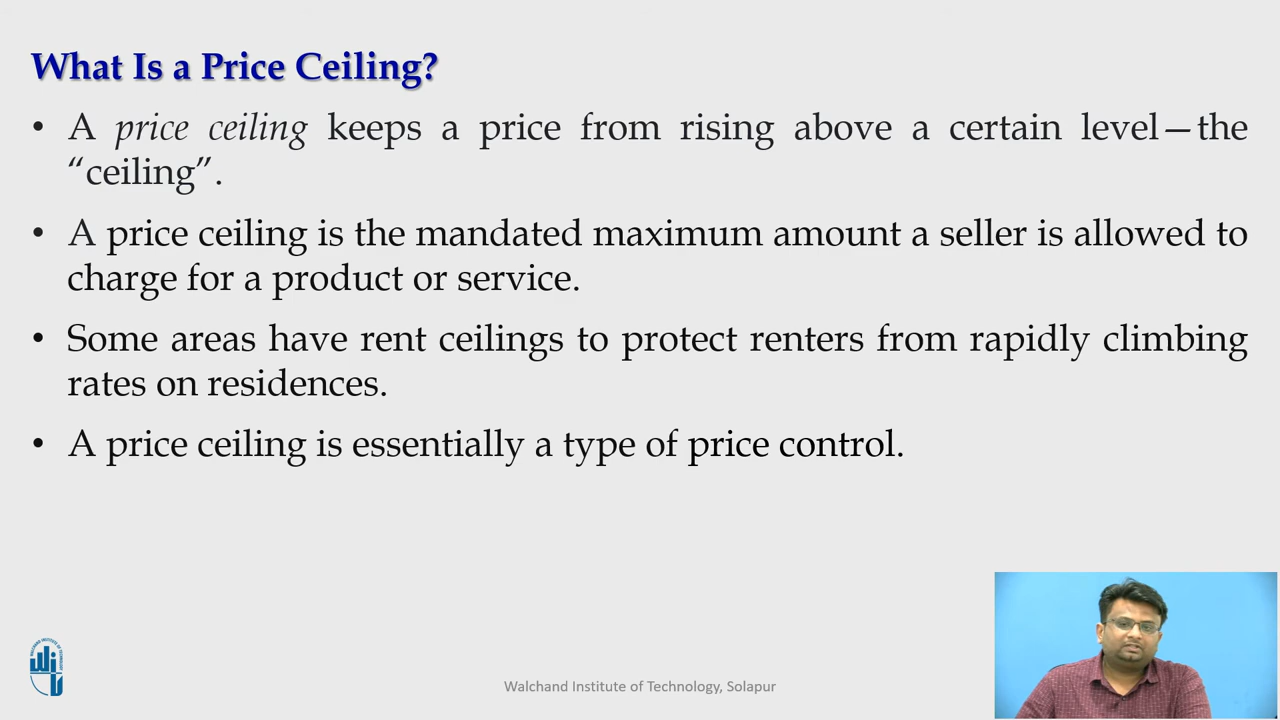 What Is a Price Ceiling?
• A price ceiling keeps a price from rising above a certain level—the
“ceiling”.
• A price ceiling is the mandated maximum amount a seller is allowed to
charge for a product or service.
• Some areas have rent ceilings to protect renters from rapidly climbing
rates on residences.
• A price ceiling is essentially a type of price control.
Walchand Institute of Technology, Solapur